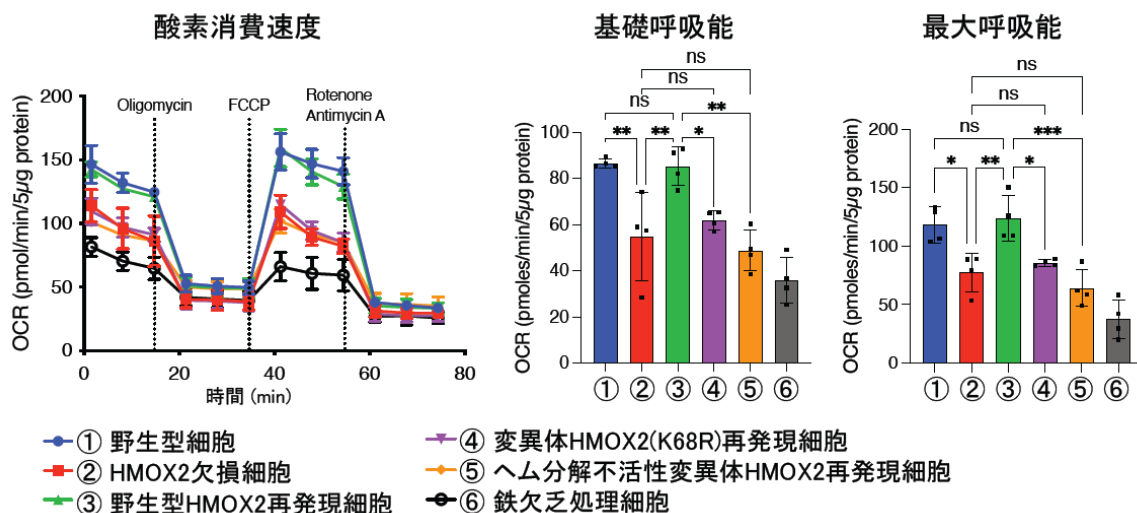 酸素消費速度
OCR (pmol/min/5µg protein)
200
150
100
50
0
Oligomycin
FCCP
Rotenone
Antimycin A
0
20
40
60
80
時間 (min)
基礎呼吸能
OCR (pmoles/min/5µg protein)
100
80
60
40
20
0
ns
ns
ns
**
**
**
*
① ② ③ ④ ⑤ ⑥
最大呼吸能
OCR (pmoles/min/5µg protein)
200
150
100
50
0
ns
ns
ns
***
*
**
*
① ② ③ ④ ⑤ ⑥
① 野生型細胞
② HMOX2欠損細胞
③ 野生型HMOX2再発現細胞
④ 変異体HMOX2(K68R)再発現細胞
⑤ ヘム分解不活性変異体HMOX2再発現細胞
⑥ 鉄欠乏処理細胞